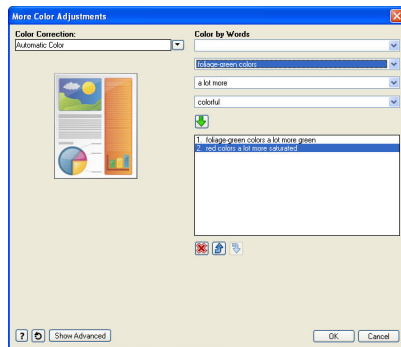 More Color Adjustments
Color Correction:
Automatic Color
Color by Words
foliage-green colors
a lot more
colorful
1. foliage-green colors a lot more green
2. red colors a lot more saturated
?
Show Advanced
OK
Cancel